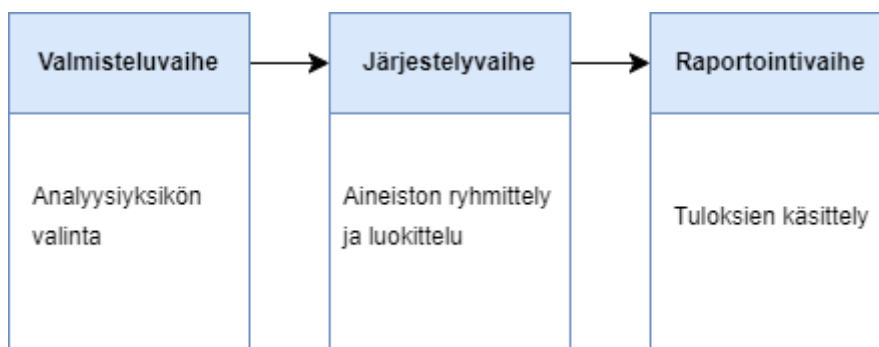 Valmisteluvaihe
Järjestelyvaihe
Raportointivaihe
Analyysiyksikön
valinta
Aineiston ryhmittely
ja luokittelu
Tuloksien käsittely